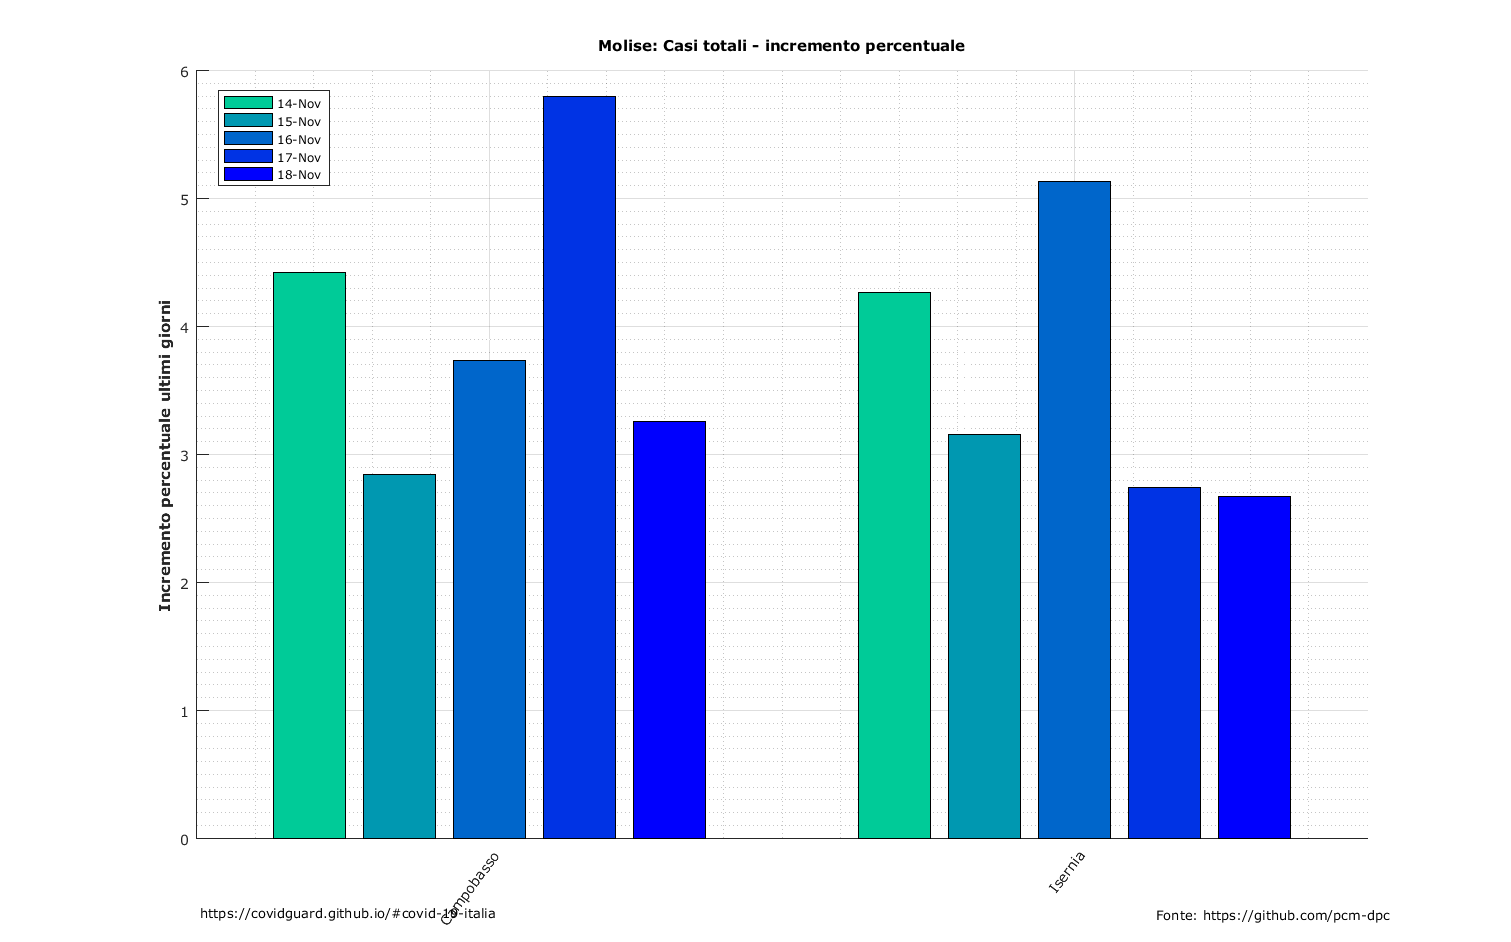 Molise: Casi totali - incremento percentuale
Incremento percentuale ultimi giorni
6
5
4
3
2
1
0
14-Nov
15-Nov
16-Nov
17-Nov
18-Nov
Campobasso
Isernia
https://covidguard.github.io/#covid-19-italia
Fonte: https://github.com/pcm-dpc